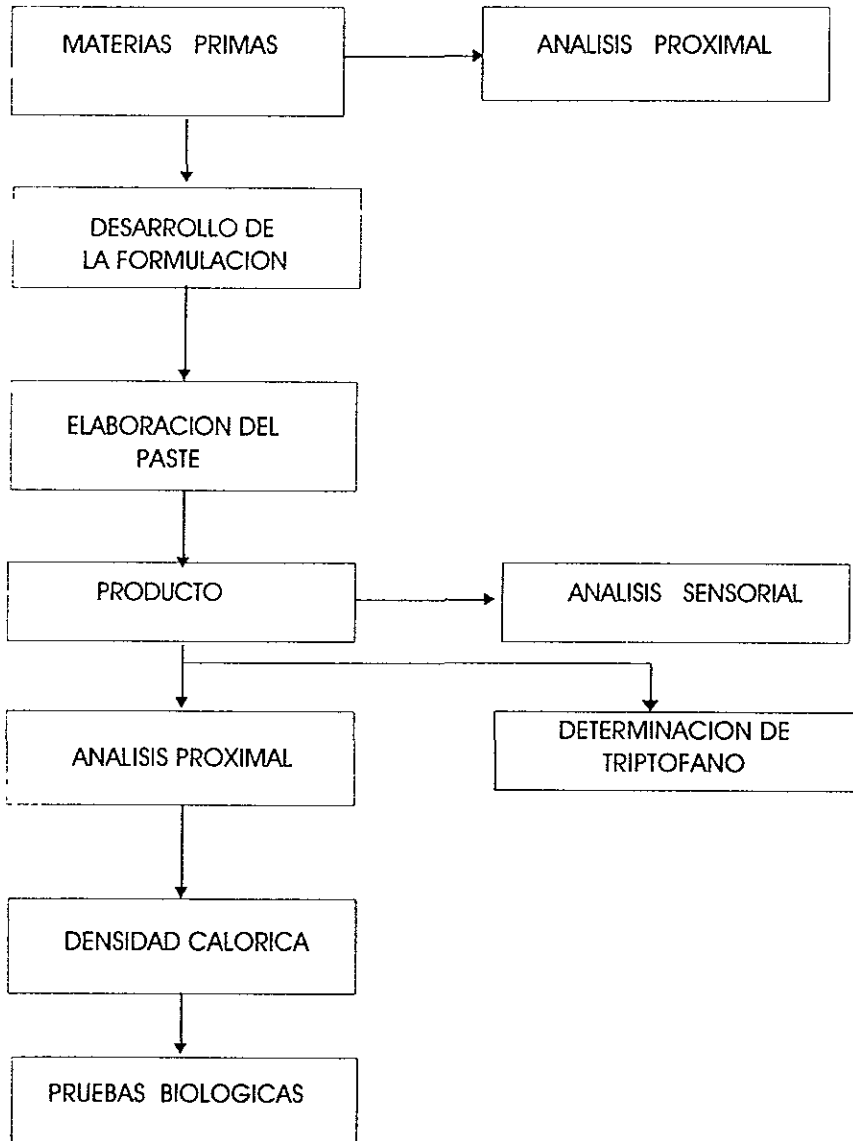 MATERIAS PRIMAS
ANALISIS PROXIMAL
DESARROLLO DE
LA FORMULACION
ELABORACION DEL
PASTE
PRODUCTO
ANALISIS SENSORIAL
ANALISIS PROXIMAL
DETERMINACION DE
TRIPTOFANO
DENSIDAD CALORICA
PRUEBAS BIOLOGICAS